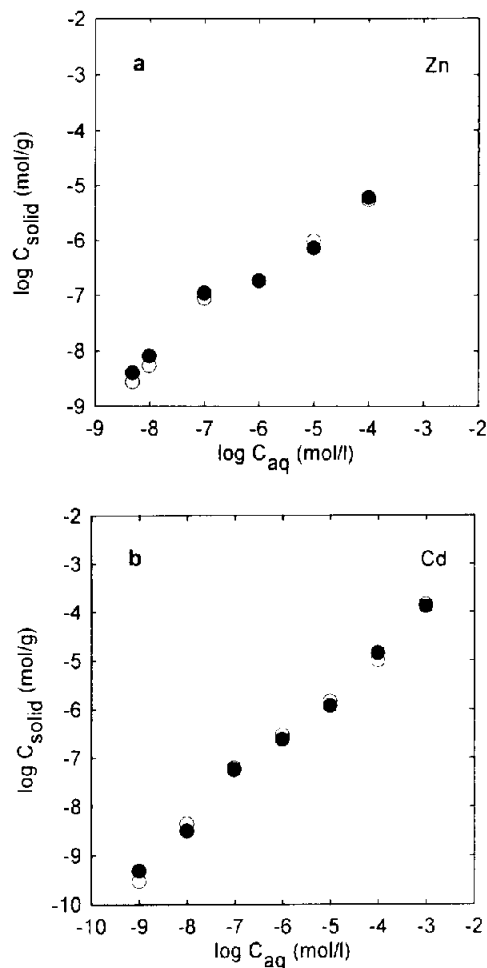 -2
a
Zn
-3
-4
-5
-6
-7
-8
-9
log C_solid (mol/g)
-9 -8 -7 -6 -5 -4 -3 -2
log C_aq (mol/l)
-2
b
Cd
-3
-4
-5
-6
-7
-8
-9
-10
log C_solid (mol/g)
-10 -9 -8 -7 -6 -5 -4 -3 -2
log C_aq (mol/l)